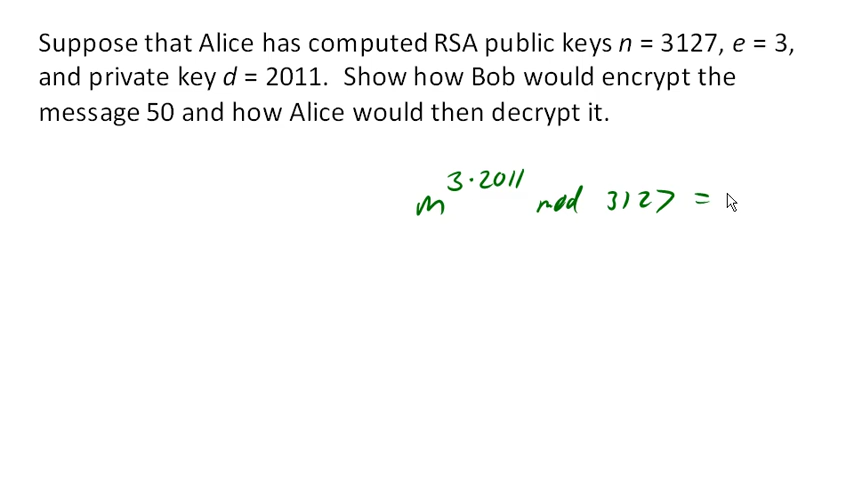 Suppose that Alice has computed RSA public keys n = 3127, e = 3,
and private key d = 2011. Show how Bob would encrypt the
message 50 and how Alice would then decrypt it.
m^3·2011 mod 3127 =